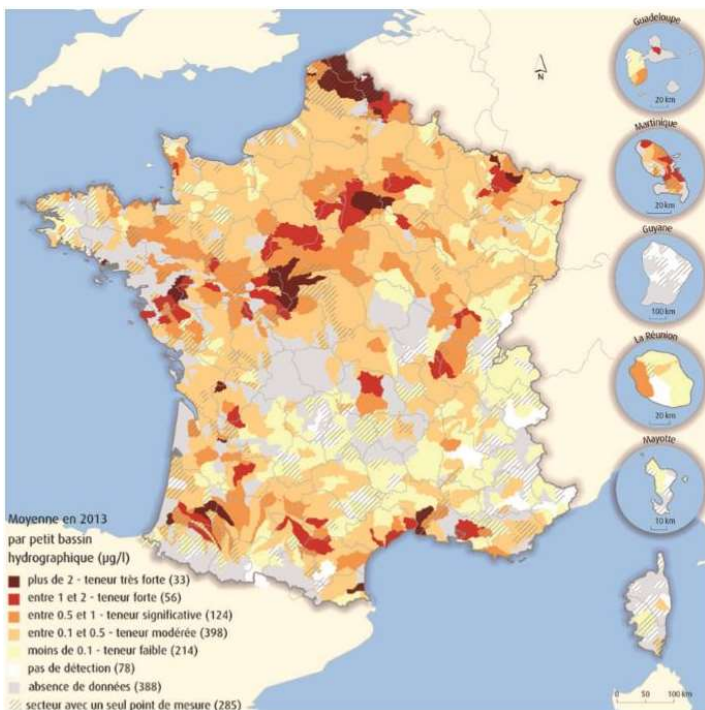 Guadeloupe
20 km
Martinique
20 km
Guyane
100 km
La Réunion
20 km
Mayotte
10 km
N
Moyenne en 2013
par petit bassin
hydrographique (µg/l)
plus de 2 - teneur très forte (33)
entre 1 et 2 - teneur forte (56)
entre 0.5 et 1 - teneur significative (124)
entre 0.1 et 0.5 - teneur modérée (398)
moins de 0.1 - teneur faible (214)
pas de détection (78)
absence de données (388)
secteur avec un seul point de mesure (285)
0 50 100 km